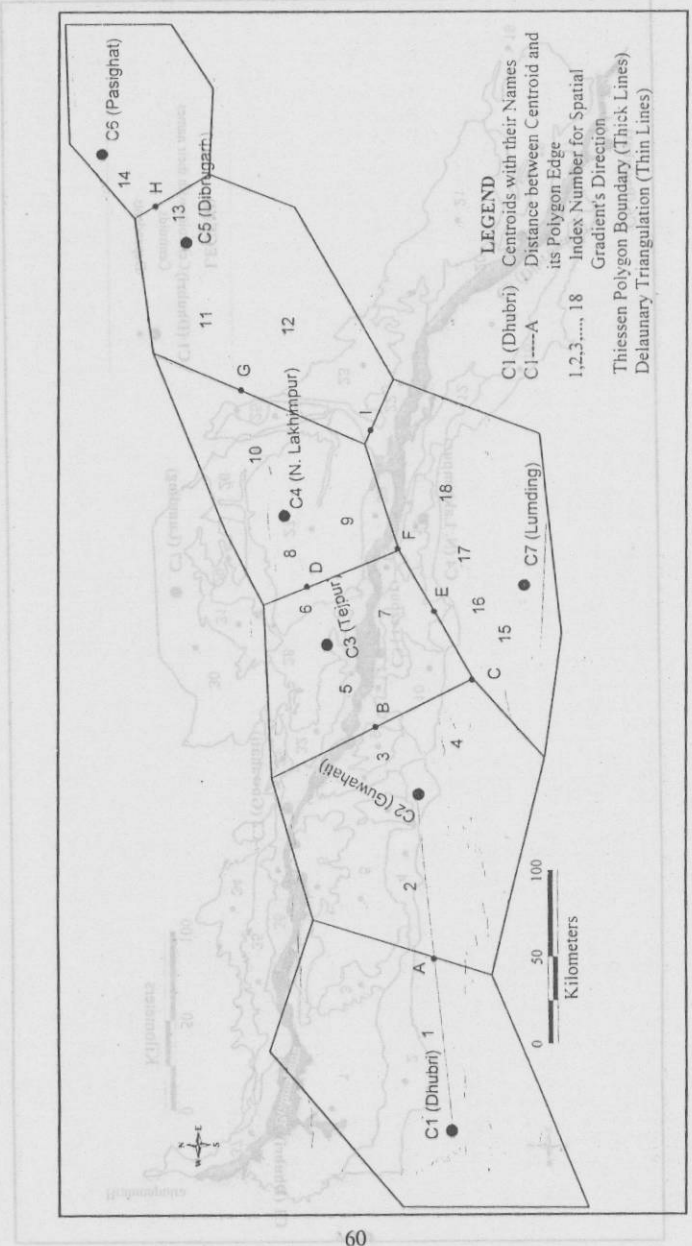 C6 (Pasighat)
14
H
13
C5 (Dibrugarh)
11
12
G
10
C4 (N. Lakhimpur)
8
9
D
I
6
C3 (Tejpur)
7
F
18
17
E
16
C7 (Lumding)
15
5
B
C
3
4
C2 (Guwahati)
2
A
1
C1 (Dhubri)
N
W E
S
0 50 100
Kilometers
LEGEND
C1 (Dhubri) Centroids with their Names
C1----A Distance between Centroid and
its Polygon Edge
1,2,3,...., 18 Index Number for Spatial
Gradient's Direction
Thiessen Polygon Boundary (Thick Lines)
Delaunary Triangulation (Thin Lines)
60